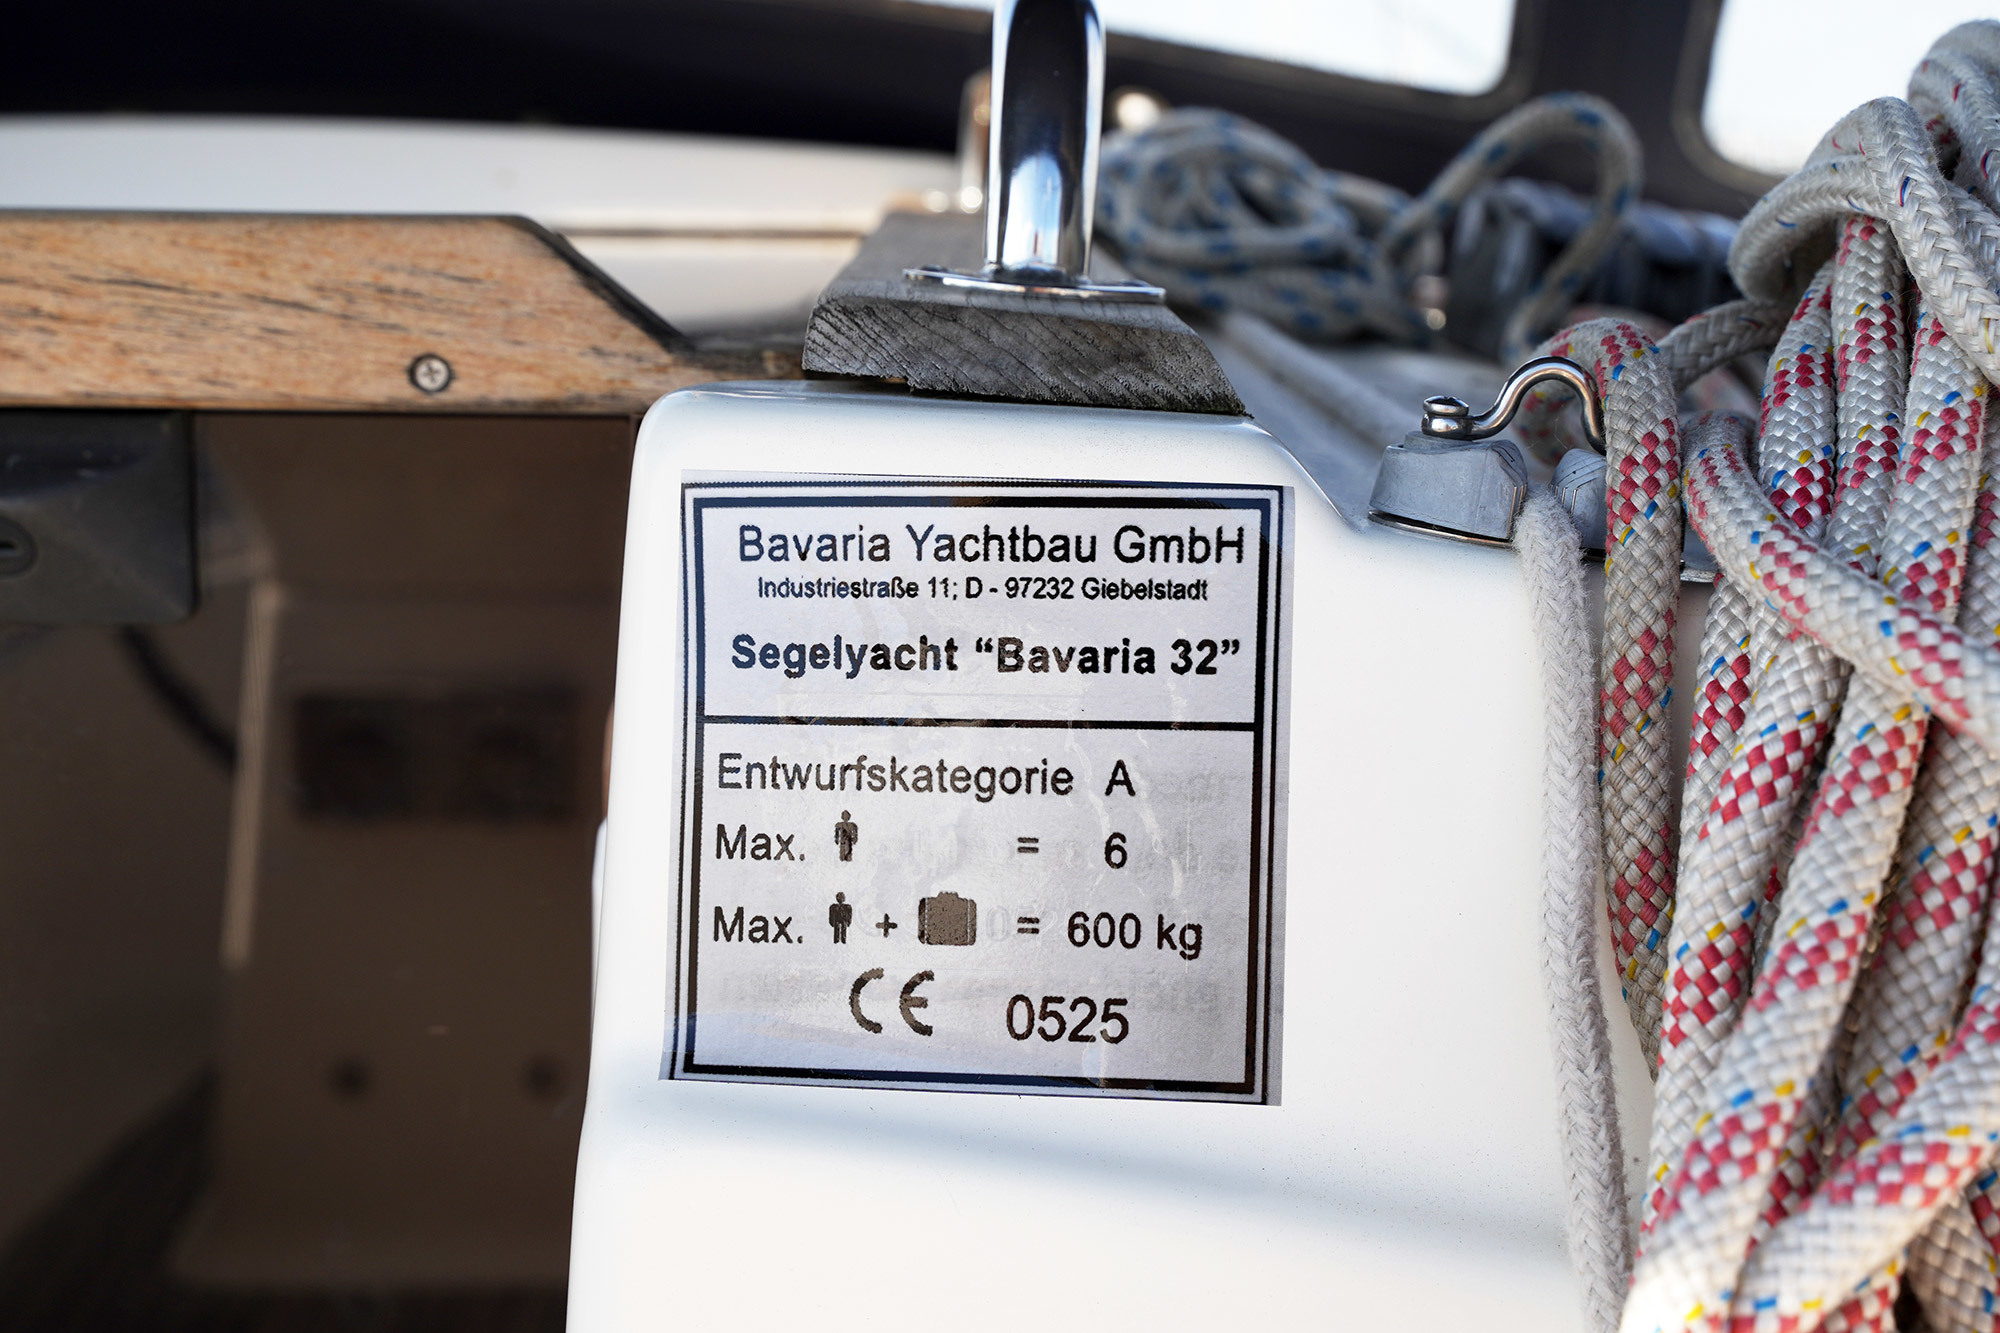 Bavaria Yachtbau GmbH
Industriestraße 11; D - 97232 Giebelstadt
Segelyacht “Bavaria 32”
Entwurfskategorie A
Max. = 6
Max. + = 600 kg
CE 0525